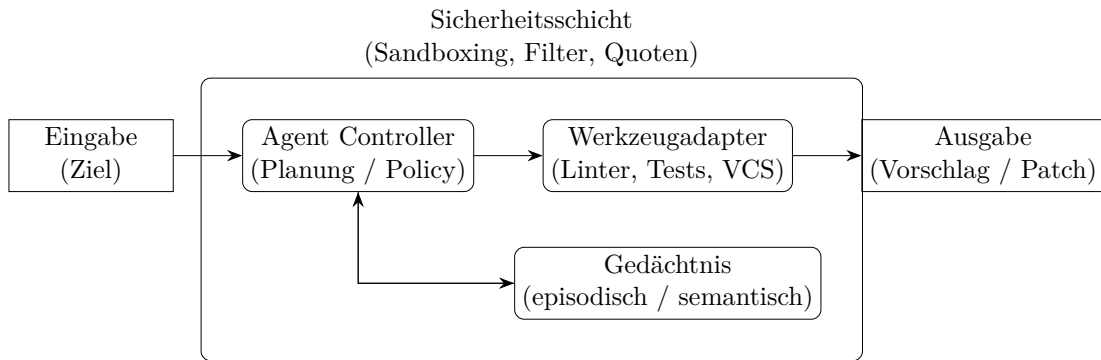 Sicherheitsschicht
(Sandboxing, Filter, Quoten)
Eingabe
(Ziel)
Agent Controller
(Planung / Policy)
Werkzeugadapter
(Linter, Tests, VCS)
Ausgabe
(Vorschlag / Patch)
Gedächtnis
(episodisch / semantisch)